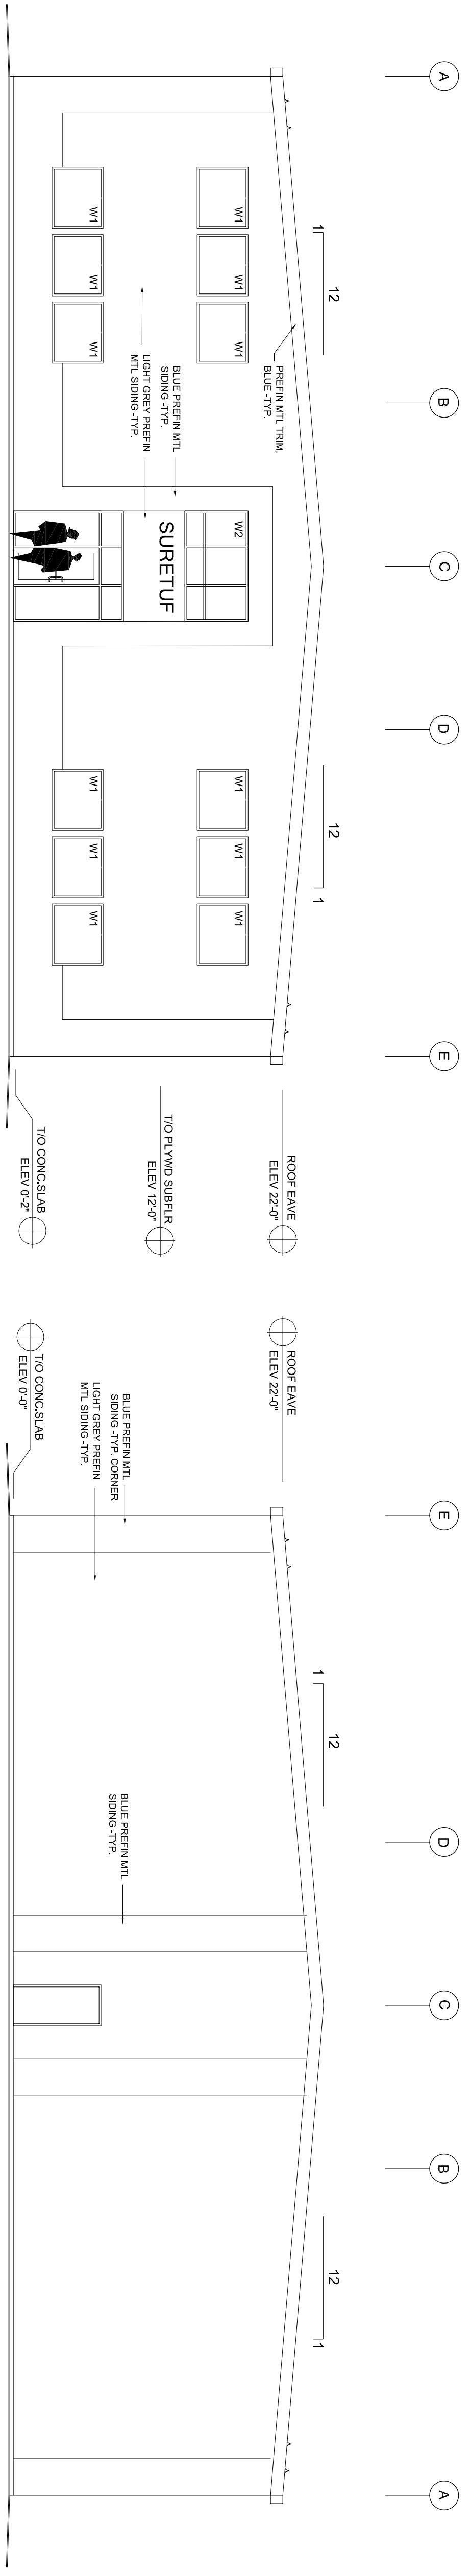 A
B
C
D
E
1
12
12
1
PREFIN MTL TRIM,
BLUE -TYP.
W1
W1
W1
W2
W1
W1
W1
BLUE PREFIN MTL
SIDING -TYP.
LIGHT GREY PREFIN
MTL SIDING -TYP.
SURETUF
W1
W1
W1
W1
W1
W1
ROOF EAVE
ELEV 22'-0"
T/O PLYWD SUBFLR
ELEV 12'-0"
T/O CONC.SLAB
ELEV 0'-2"
E
D
C
B
A
1
12
12
1
ROOF EAVE
ELEV 22'-0"
BLUE PREFIN MTL
SIDING -TYP. CORNER
LIGHT GREY PREFIN
MTL SIDING -TYP.
BLUE PREFIN MTL
SIDING -TYP.
T/O CONC.SLAB
ELEV 0'-0"